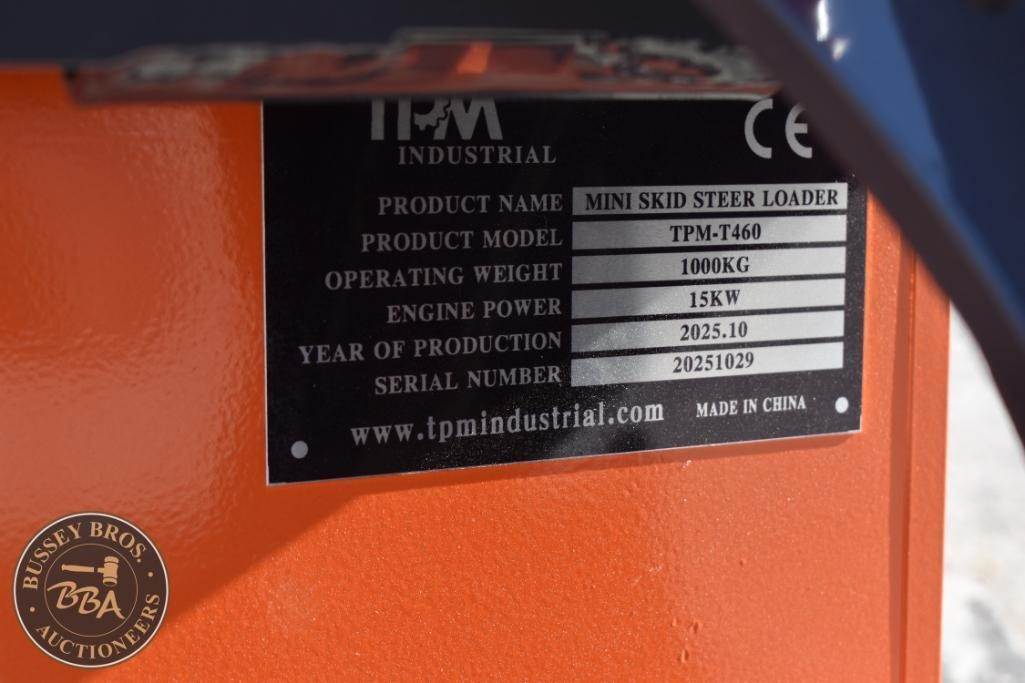 TPM
INDUSTRIAL
CE
PRODUCT NAME MINI SKID STEER LOADER
PRODUCT MODEL TPM-T460
OPERATING WEIGHT 1000KG
ENGINE POWER 15KW
YEAR OF PRODUCTION 2025.10
SERIAL NUMBER 20251029
www.tpmindustrial.com MADE IN CHINA
BUSSEY BROS.
BBA
AUCTIONEERS